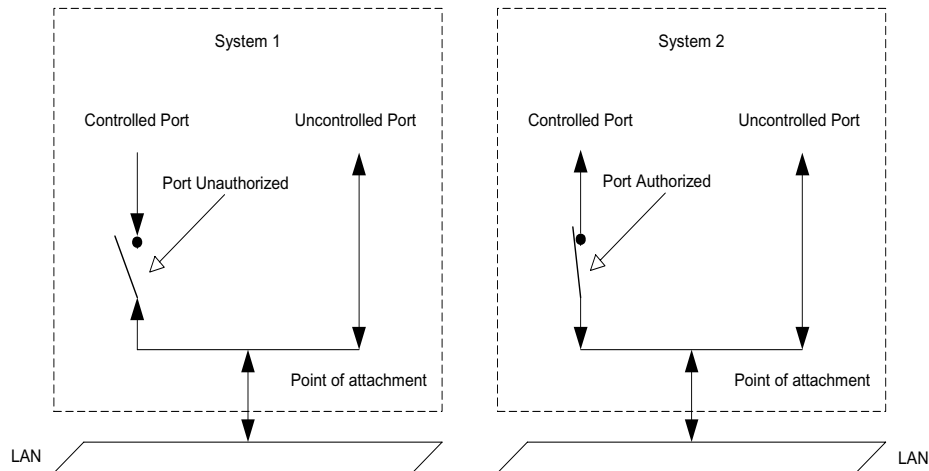 System 1
Controlled Port
Uncontrolled Port
Port Unauthorized
Point of attachment
LAN
System 2
Controlled Port
Uncontrolled Port
Port Authorized
Point of attachment
LAN